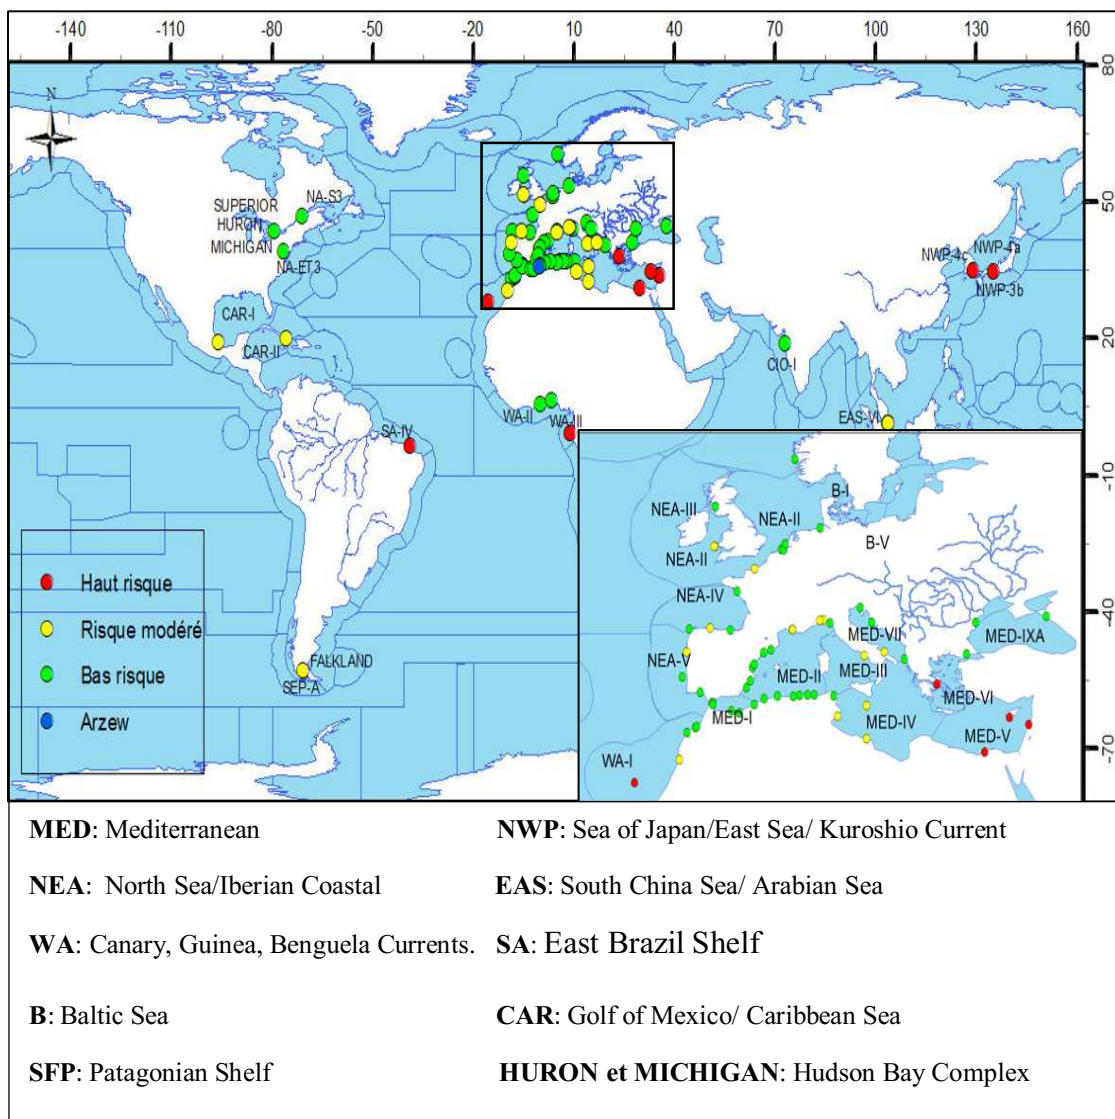 -140 -110 -80 -50 -20 10 40 70 100 130 160
80
50
20
-10
-40
-70
N
NA-S3
SUPERIOR
HURON
MICHIGAN
NA-ET3
CAR-I
CAR-II
SA-IV
WA-II
WA-III
CIO-I
EAS-VI
NWP-4c
NWP-4a
NWP-3b
FALKLAND
SEP-A
Haut risque
Risque modéré
Bas risque
Arzew
B-I
NEA-III
NEA-II
B-V
NEA-II
NEA-IV
MED-VII
MED-IXA
NEA-V
MED-III
MED-II
MED-VI
MED-I
MED-IV
MED-V
WA-I
MED: Mediterranean NWP: Sea of Japan/East Sea/ Kuroshio Current
NEA: North Sea/Iberian Coastal EAS: South China Sea/ Arabian Sea
WA: Canary, Guinea, Benguela Currents. SA: East Brazil Shelf
B: Baltic Sea CAR: Golf of Mexico/ Caribbean Sea
SFP: Patagonian Shelf HURON et MICHIGAN: Hudson Bay Complex